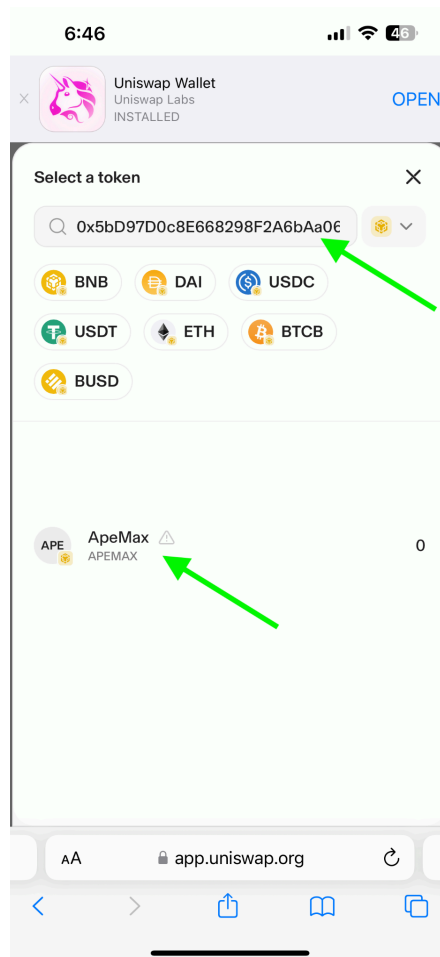 6:46
46
Uniswap Wallet
Uniswap Labs
INSTALLED
OPEN
Select a token
0x5bD97D0c8E668298F2A6bAa06
BNB
DAI
USDC
USDT
ETH
BTCB
BUSD
APE
ApeMax
APEMAX
0
AA
app.uniswap.org